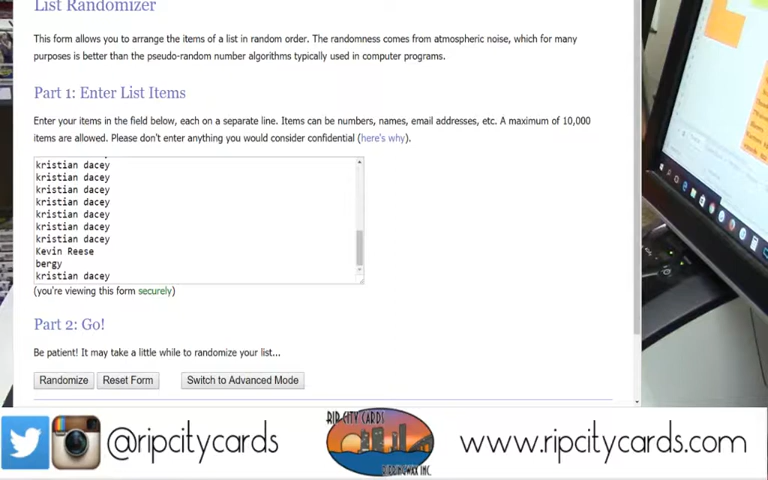 List Randomizer
This form allows you to arrange the items of a list in random order. The randomness comes from atmospheric noise, which for many
purposes is better than the pseudo-random number algorithms typically used in computer programs.
Part 1: Enter List Items
Enter your items in the field below, each on a separate line. Items can be numbers, names, email addresses, etc. A maximum of 10,000
items are allowed. Please don't enter anything you would consider confidential (here's why).
kristian dacey
kristian dacey
kristian dacey
kristian dacey
kristian dacey
kristian dacey
kristian dacey
Kevin Reese
bergy
kristian dacey
(you're viewing this form securely)
Part 2: Go!
Be patient! It may take a little while to randomize your list...
Randomize Reset Form Switch to Advanced Mode
@ripcitycards RIP CITY CARDS www.ripcitycards.com
RIPPINGWAX INC.